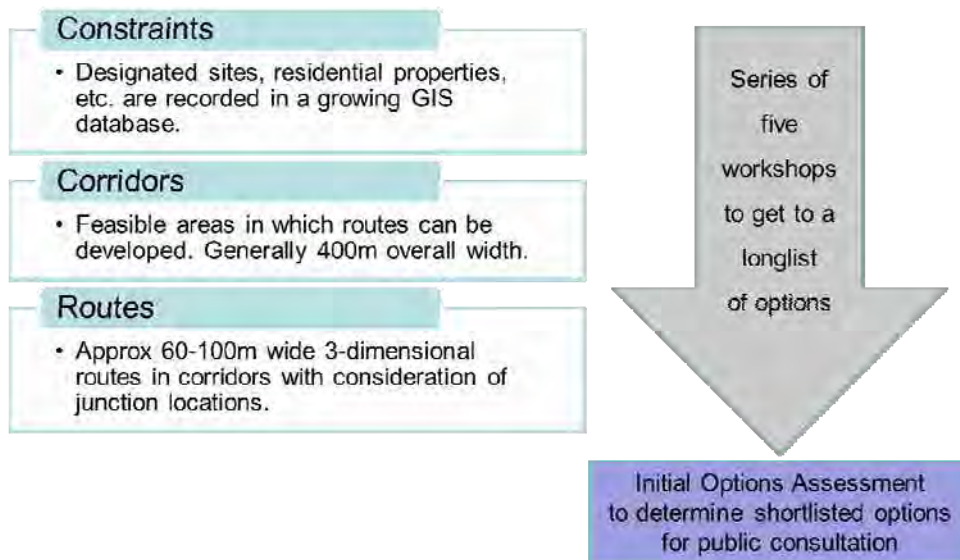 Constraints
• Designated sites, residential properties,
etc. are recorded in a growing GIS
database.
Corridors
• Feasible areas in which routes can be
developed. Generally 400m overall width.
Routes
• Approx 60-100m wide 3-dimensional
routes in corridors with consideration of
junction locations.
Series of
five
workshops
to get to a
longlist
of options
Initial Options Assessment
to determine shortlisted options
for public consultation